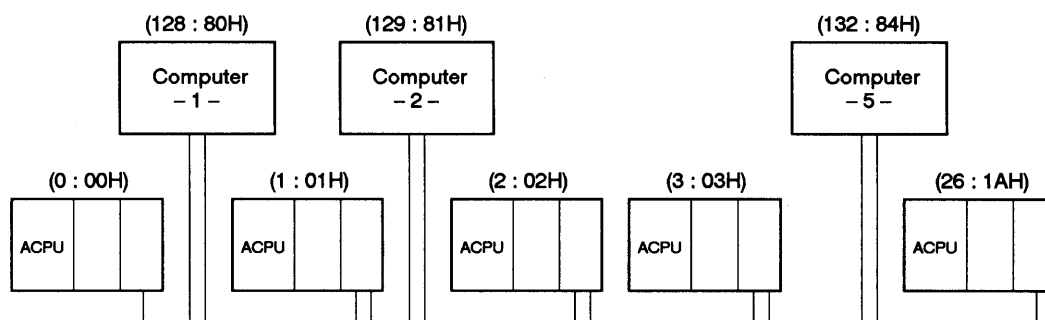 (128 : 80H)
(129 : 81H)
(132 : 84H)
Computer
– 1 –
Computer
– 2 –
Computer
– 5 –
(0 : 00H)
(1 : 01H)
(2 : 02H)
(3 : 03H)
(26 : 1AH)
ACPU
ACPU
ACPU
ACPU
ACPU